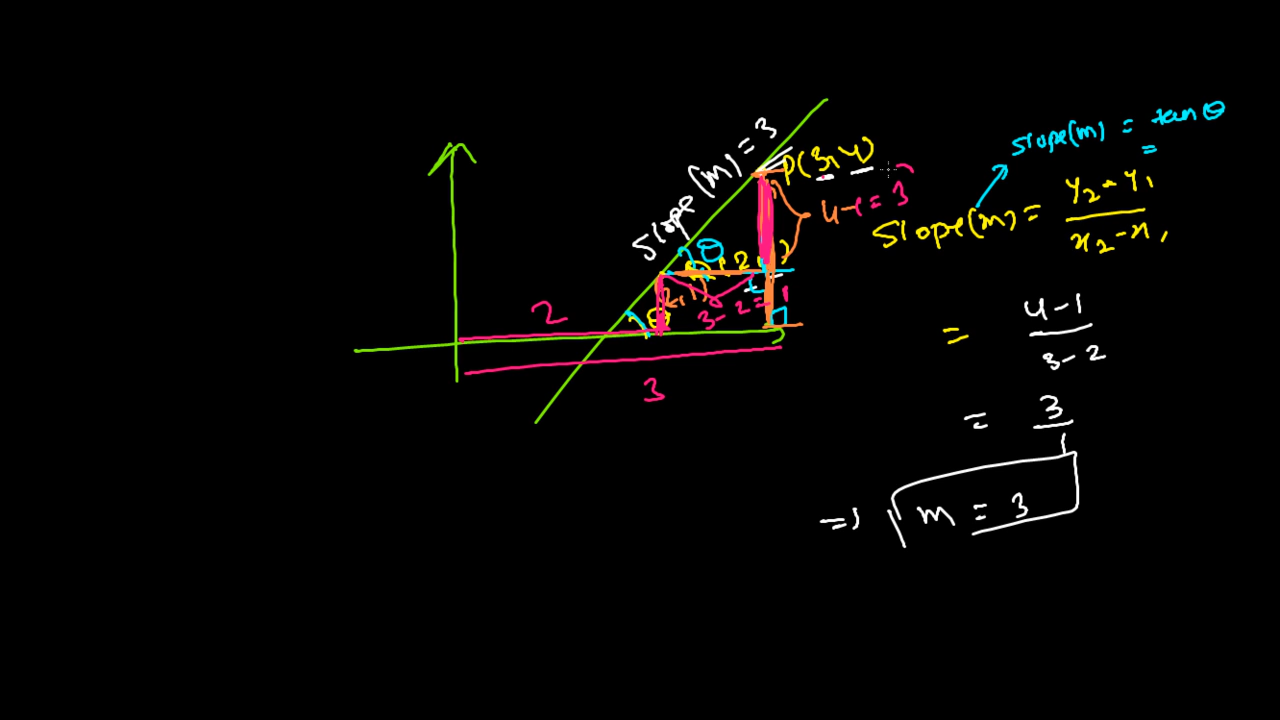 Slope(m) = 3
P(3, 4)
4-1 = 3
θ
θ
2
3 - 2 = 1
2
3
Slope(m) = tan θ
Slope(m) = y₂ - y₁ / x₂ - x₁
= 4-1 / 3-2
= 3 / 1
=> m = 3